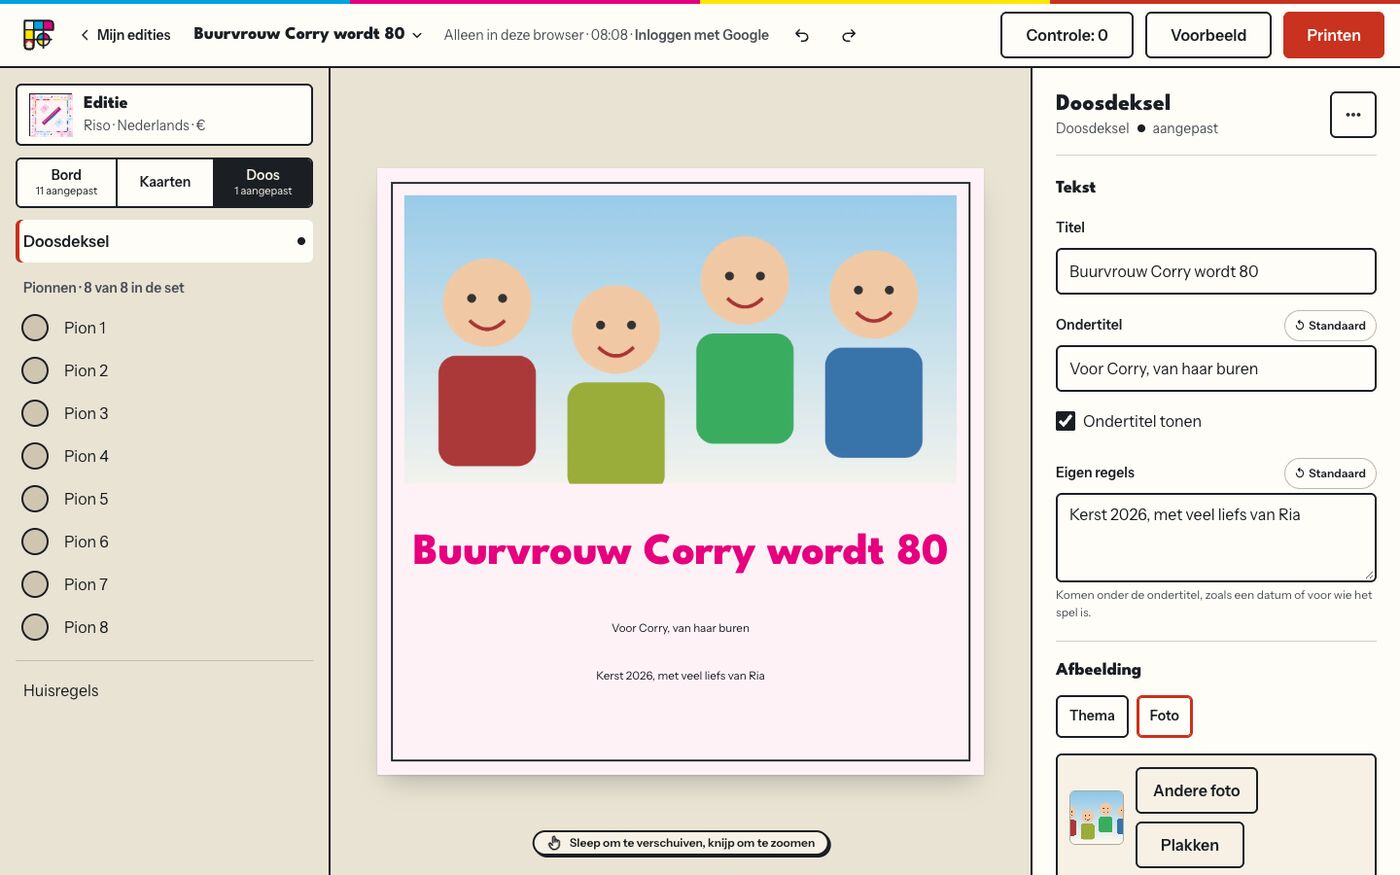 Mijn edities
Buurvrouw Corry wordt 80
Alleen in deze browser · 08:08 · Inloggen met Google
Controle: 0
Voorbeeld
Printen
Editie
Riso · Nederlands · €
Bord
11 aangepast
Kaarten
Doos
1 aangepast
Doosdeksel
Pionnen · 8 van 8 in de set
Pion 1
Pion 2
Pion 3
Pion 4
Pion 5
Pion 6
Pion 7
Pion 8
Huisregels
Buurvrouw Corry wordt 80
Voor Corry, van haar buren
Kerst 2026, met veel liefs van Ria
Sleep om te verschuiven, knijp om te zoomen
Doosdeksel
Doosdeksel ● aangepast
Tekst
Titel
Buurvrouw Corry wordt 80
Ondertitel
Standaard
Voor Corry, van haar buren
Ondertitel tonen
Eigen regels
Standaard
Kerst 2026, met veel liefs van Ria
Komen onder de ondertitel, zoals een datum of voor wie het
spel is.
Afbeelding
Thema
Foto
Andere foto
Plakken